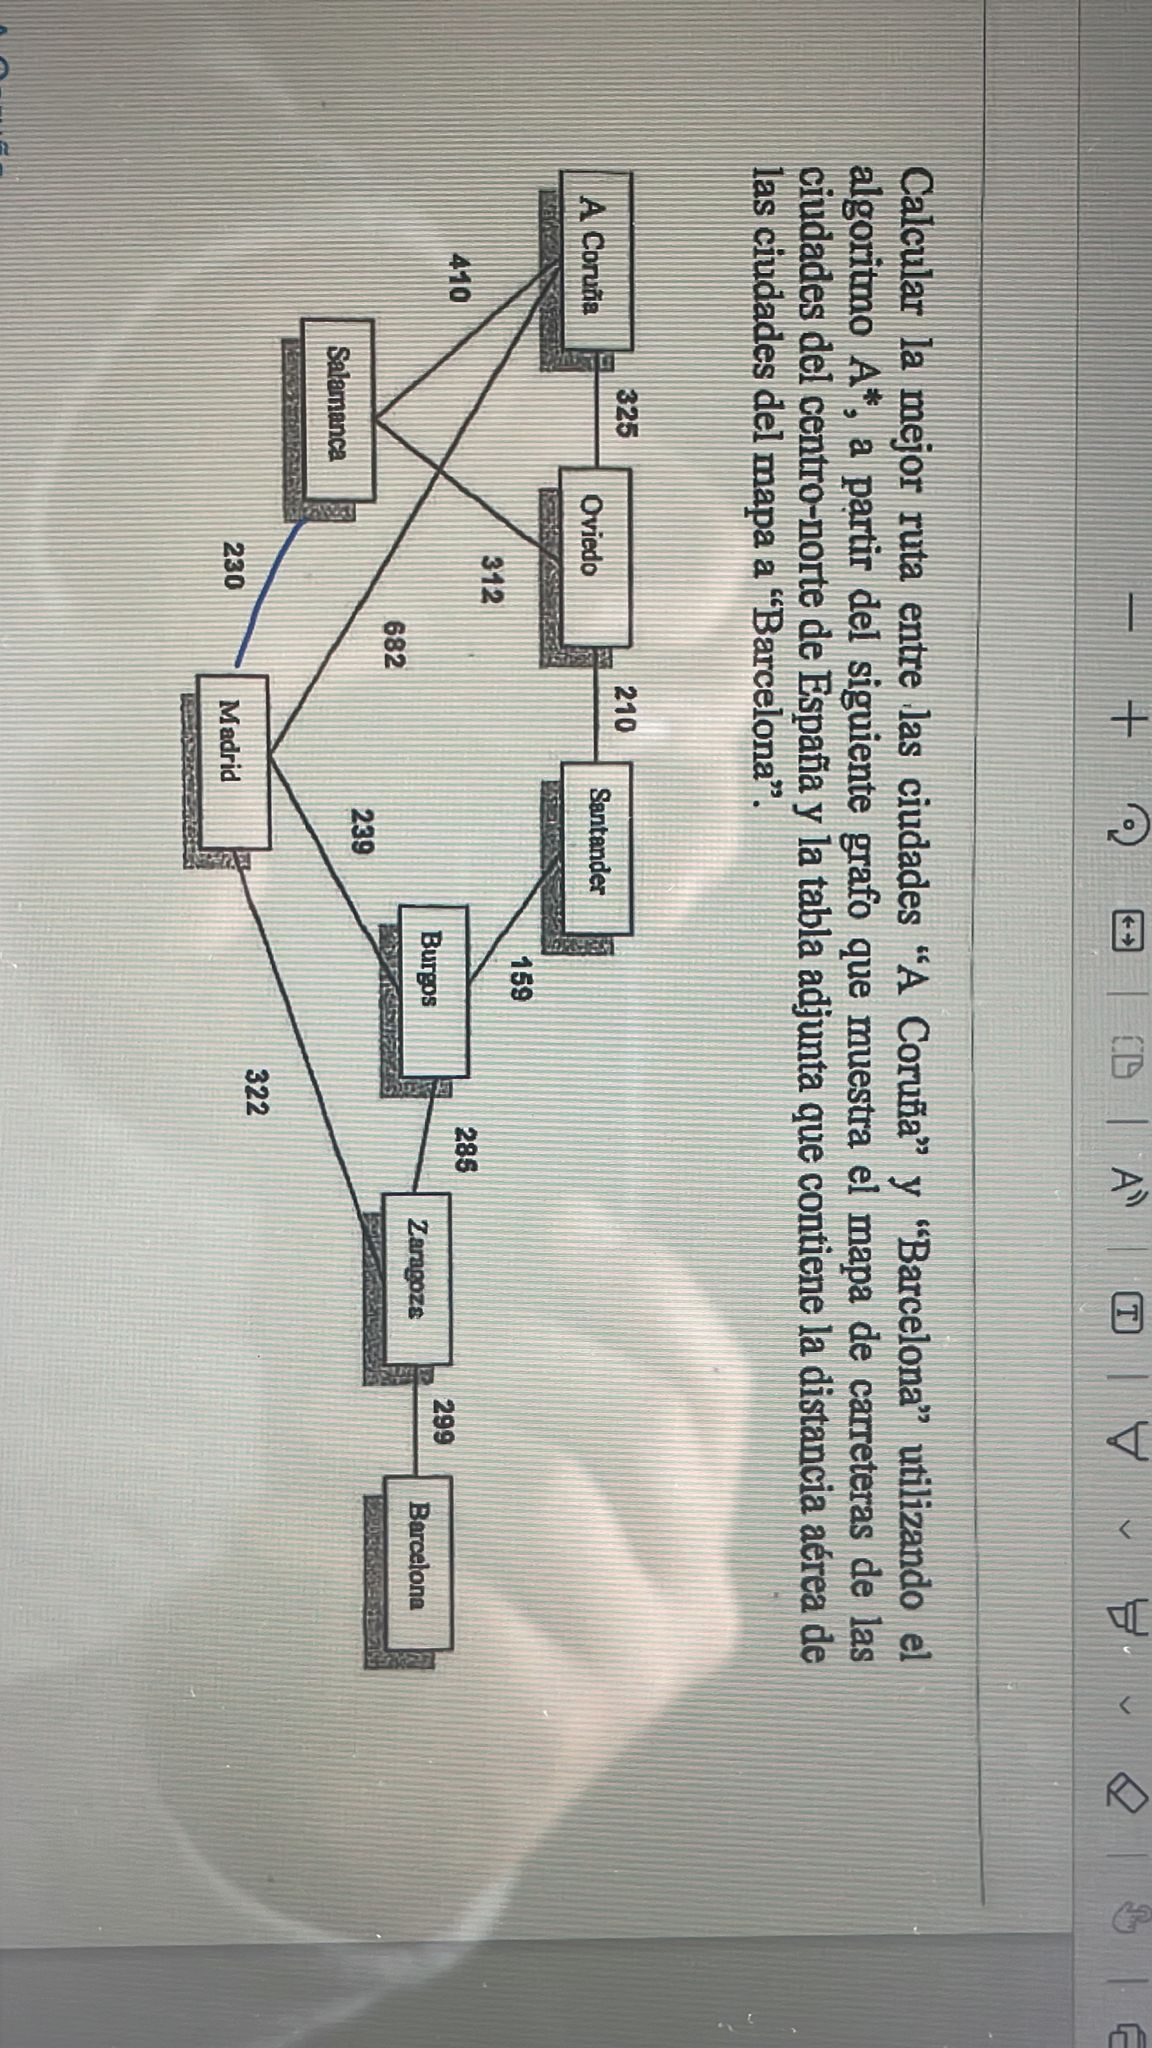 Calcular la mejor ruta entre las ciudades “A Coruña” y “Barcelona” utilizando el
algoritmo A*, a partir del siguiente grafo que muestra el mapa de carreteras de las
ciudades del centro-norte de España y la tabla adjunta que contiene la distancia aérea de
las ciudades del mapa a “Barcelona”.
325
210
A Coruña
Oviedo
Santander
159
312
410
285
299
Burgos
Zaragoza
Barcelona
682
239
Salamanca
322
230
Madrid